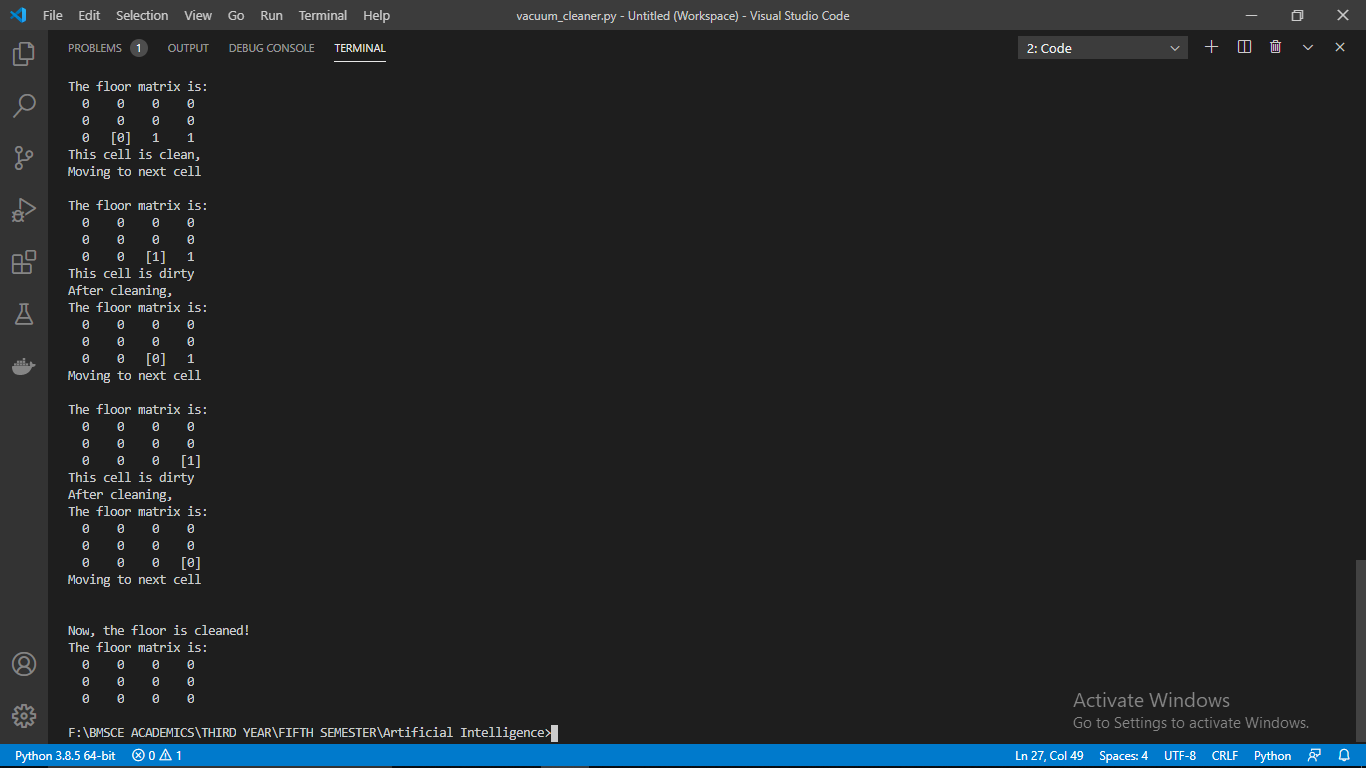 File Edit Selection View Go Run Terminal Help vacuum_cleaner.py - Untitled (Workspace) - Visual Studio Code
PROBLEMS 1 OUTPUT DEBUG CONSOLE TERMINAL 2: Code
The floor matrix is:
0 0 0 0
0 0 0 0
0 [0] 1 1
This cell is clean,
Moving to next cell
The floor matrix is:
0 0 0 0
0 0 0 0
0 0 [1] 1
This cell is dirty
After cleaning,
The floor matrix is:
0 0 0 0
0 0 0 0
0 0 [0] 1
Moving to next cell
The floor matrix is:
0 0 0 0
0 0 0 0
0 0 0 [1]
This cell is dirty
After cleaning,
The floor matrix is:
0 0 0 0
0 0 0 0
0 0 0 [0]
Moving to next cell
Now, the floor is cleaned!
The floor matrix is:
0 0 0 0
0 0 0 0
0 0 0 0
Activate Windows
Go to Settings to activate Windows.
F:\BMSCE ACADEMICS\THIRD YEAR\FIFTH SEMESTER\Artificial Intelligence>
Python 3.8.5 64-bit 0 1 Ln 27, Col 49 Spaces: 4 UTF-8 CRLF Python